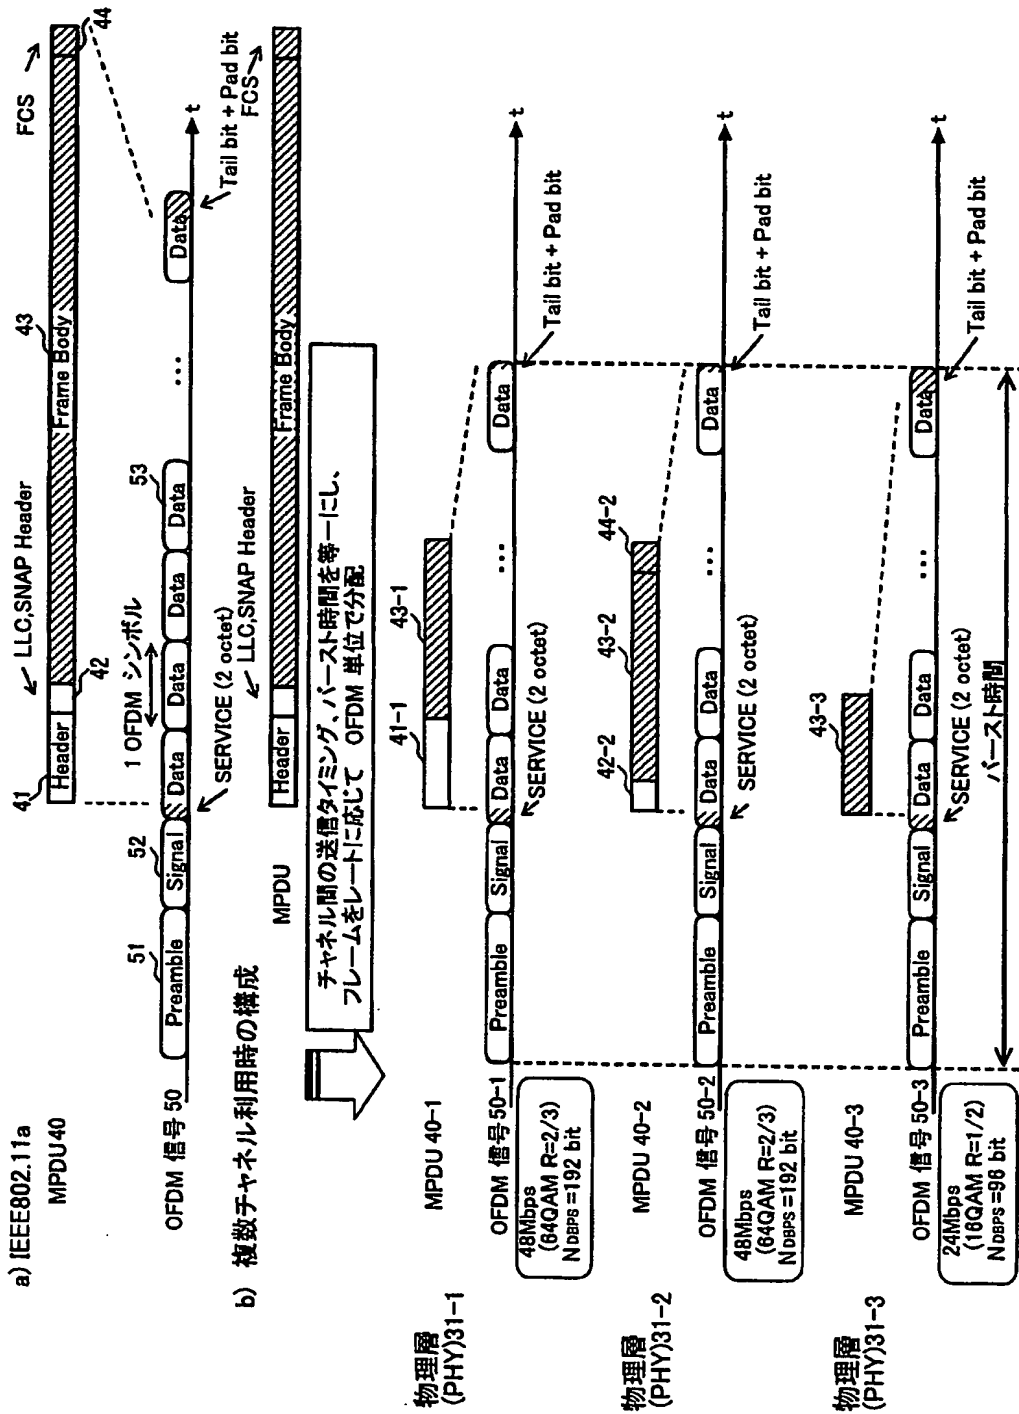 a) IEEE802.11a
MPDU40
41
Header
42
LLC,SNAP Header
43
Frame Body
FCS
44
OFDM 信号 50
51
Preamble
52
Signal
Data
1 OFDM シンボル
Data
Data
53
Data
...
Data
t
SERVICE (2 octet)
Tail bit + Pad bit
b) 複数チャネル利用時の構成
MPDU
Header
LLC,SNAP Header
Frame Body
FCS
チャネル間の送信タイミング、バースト時間を等一にし、
フレームをレートに応じて OFDM 単位で分配
物理層
(PHY)31-1
MPDU 40-1
41-1
43-1
OFDM 信号 50-1
Preamble
Signal
Data
Data
...
Data
t
48Mbps
(64QAM R=2/3)
NDBPS =192 bit
SERVICE (2 octet)
Tail bit + Pad bit
物理層
(PHY)31-2
MPDU 40-2
42-2
43-2
44-2
OFDM 信号 50-2
Preamble
Signal
Data
Data
...
Data
t
48Mbps
(64QAM R=2/3)
NDBPS =192 bit
SERVICE (2 octet)
Tail bit + Pad bit
物理層
(PHY)31-3
MPDU 40-3
43-3
OFDM 信号 50-3
Preamble
Signal
Data
Data
...
Data
t
24Mbps
(16QAM R=1/2)
NDBPS =98 bit
SERVICE (2 octet)
Tail bit + Pad bit
バースト時間